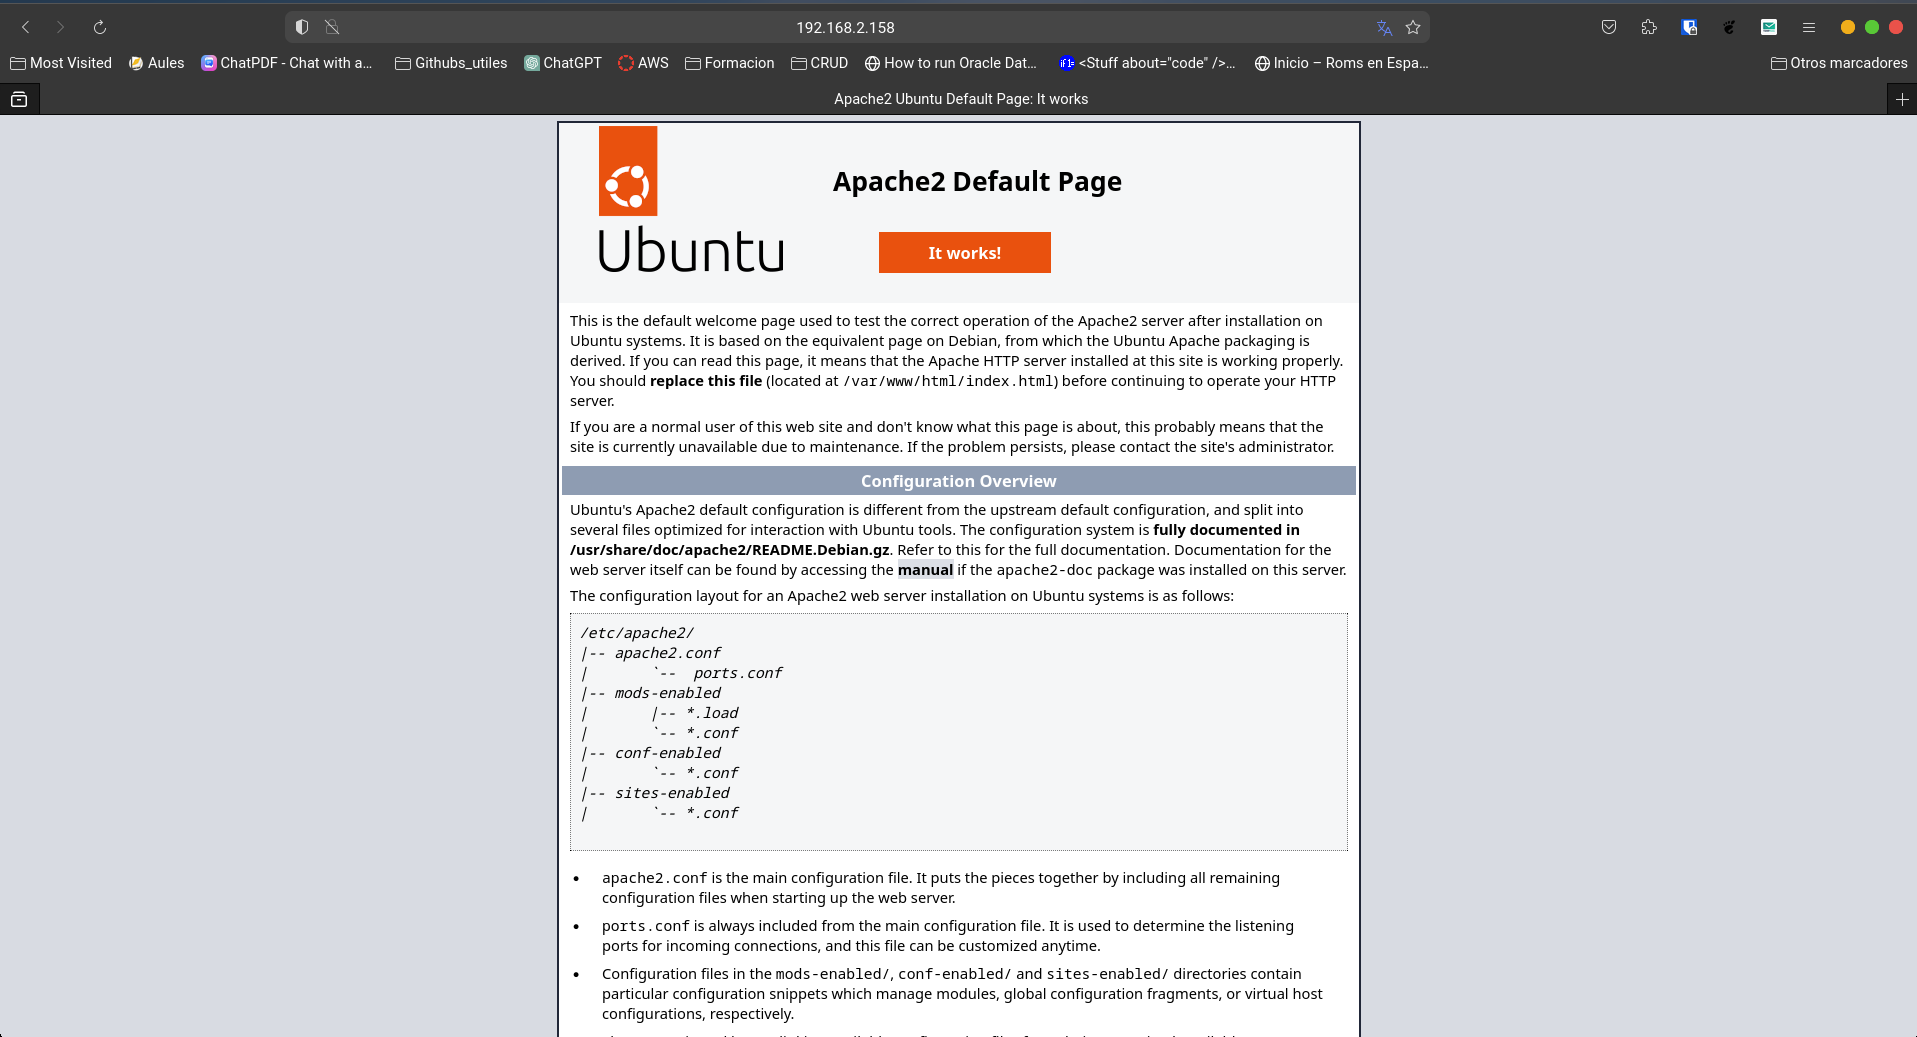 192.168.2.158
Most Visited Aules ChatPDF - Chat with a... Githubs_utiles ChatGPT AWS Formacion CRUD How to run Oracle Dat... <Stuff about="code" />... Inicio – Roms en Espa... Otros marcadores
Apache2 Ubuntu Default Page: It works
Ubuntu
Apache2 Default Page
It works!
This is the default welcome page used to test the correct operation of the Apache2 server after installation on
Ubuntu systems. It is based on the equivalent page on Debian, from which the Ubuntu Apache packaging is
derived. If you can read this page, it means that the Apache HTTP server installed at this site is working properly.
You should replace this file (located at /var/www/html/index.html) before continuing to operate your HTTP
server.
If you are a normal user of this web site and don't know what this page is about, this probably means that the
site is currently unavailable due to maintenance. If the problem persists, please contact the site's administrator.
Configuration Overview
Ubuntu's Apache2 default configuration is different from the upstream default configuration, and split into
several files optimized for interaction with Ubuntu tools. The configuration system is fully documented in
/usr/share/doc/apache2/README.Debian.gz. Refer to this for the full documentation. Documentation for the
web server itself can be found by accessing the manual if the apache2-doc package was installed on this server.
The configuration layout for an Apache2 web server installation on Ubuntu systems is as follows:
/etc/apache2/
|-- apache2.conf
|       `--  ports.conf
|-- mods-enabled
|       |-- *.load
|       `-- *.conf
|-- conf-enabled
|       `-- *.conf
|-- sites-enabled
|       `-- *.conf
• apache2.conf is the main configuration file. It puts the pieces together by including all remaining
configuration files when starting up the web server.
• ports.conf is always included from the main configuration file. It is used to determine the listening
ports for incoming connections, and this file can be customized anytime.
• Configuration files in the mods-enabled/, conf-enabled/ and sites-enabled/ directories contain
particular configuration snippets which manage modules, global configuration fragments, or virtual host
configurations, respectively.